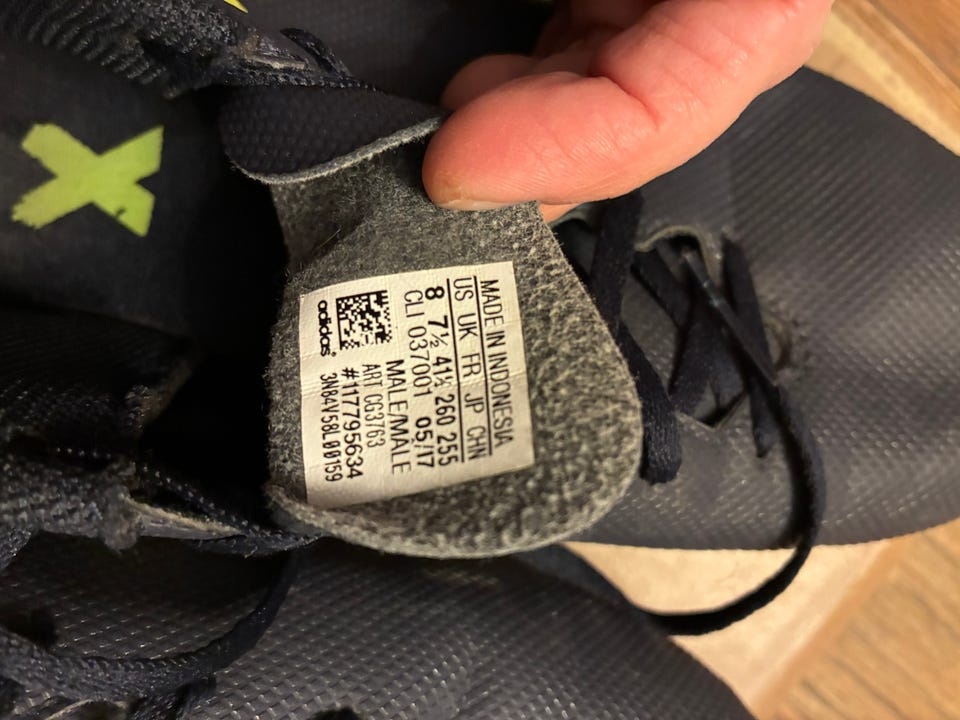 MADE IN INDONESIA
US UK FR JP CHN
8 7½ 41⅓ 260 255
CLI 037001 05/17
MALE/MALE
ART CG3763
#117795634
3N84V58L00159
adidas®
X